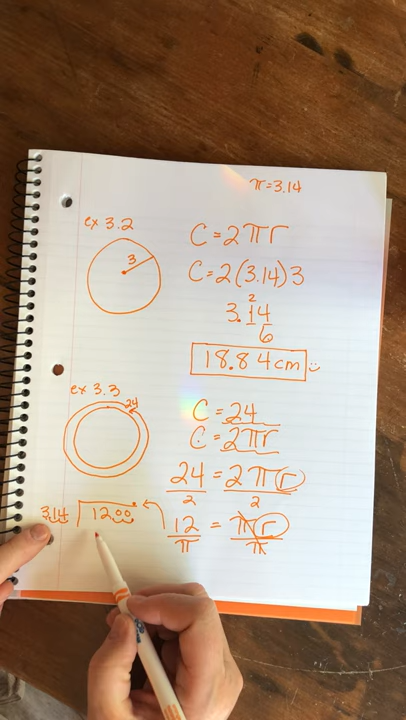 π=3.14
ex 3.2
3
C=2πr
C=2(3.14)3
2
3.14
6
18.84cm
ex 3.3
24
C=24
C=2πr
24 = 2πr
2 2
12 = πr
π π
3.14 1200